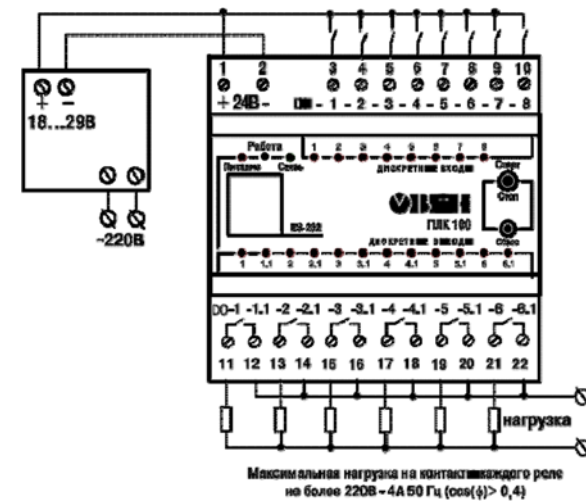 1 2 3 4 5 6 7 8 9 10
+ 24В - DI - 1 - 2 - 3 - 4 - 5 - 6 - 7 - 8
+ -
18...29В
~220В
Работа
Питание Связь
1 2 3 4 5 6 7 8
ДИСКРЕТНЫЕ ВХОДЫ
Старт
Стоп
ОВЕН
ПЛК 100
RS-232
Сброс
ДИСКРЕТНЫЕ ВЫХОДЫ
1 1.1 2 2.1 3 3.1 4 4.1 5 5.1 6 6.1
DO-1 -1.1 -2 -2.1 -3 -3.1 -4 -4.1 -5 -5.1 -6 -6.1
11 12 13 14 15 16 17 18 19 20 21 22
нагрузка
Максимальная нагрузка на контакты каждого реле
не более 220В ~ 4А 50 Гц (cos(ϕ) > 0,4)